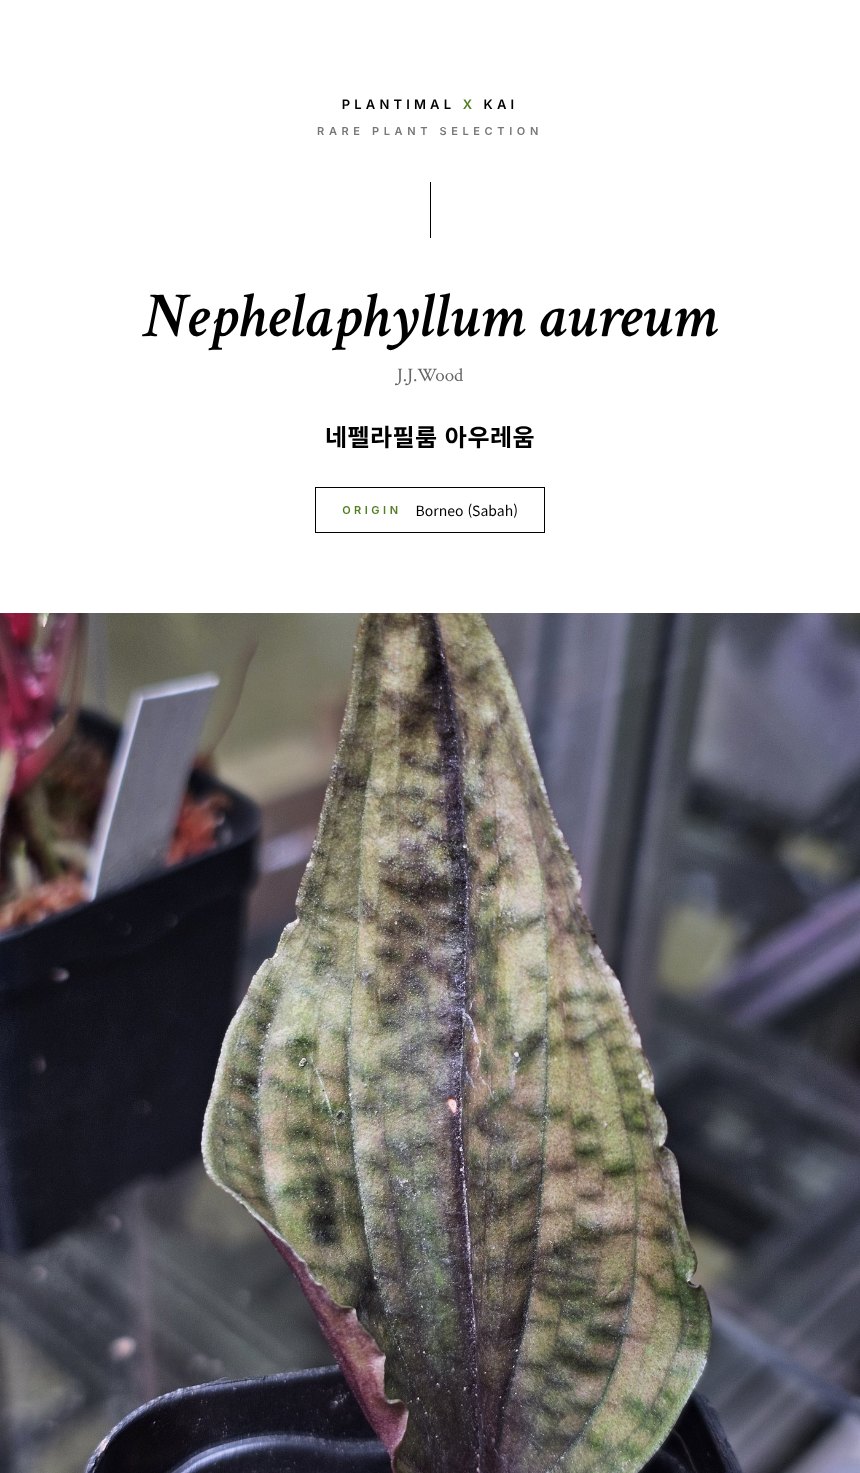 PLANTIMAL X KAI
RARE PLANT SELECTION
Nephelaphyllum aureum
J.J.Wood
네펠라필룸 아우레움
ORIGIN Borneo (Sabah)